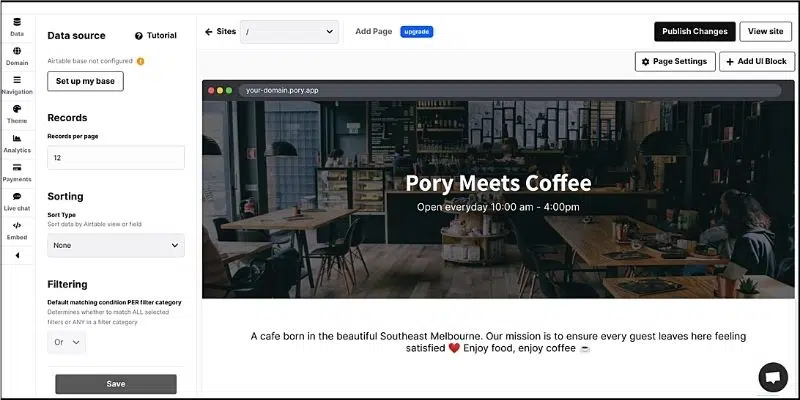 Data
Domain
Navigation
Theme
Analytics
Payments
Live chat
Embed
Data source
Tutorial
Airtable base not configured
Set up my base
Records
Records per page
12
Sorting
Sort Type
Sort data by Airtable view or field
None
Filtering
Default matching condition PER filter category
Determines whether to match ALL selected
filters or ANY in a filter category
Or
Save
Sites
/
Add Page
upgrade
Publish Changes
View site
Page Settings
Add UI Block
your-domain.pory.app
Pory Meets Coffee
Open everyday 10:00 am - 4:00pm
A cafe born in the beautiful Southeast Melbourne. Our mission is to ensure every guest leaves here feeling
satisfied ❤️ Enjoy food, enjoy coffee ☕